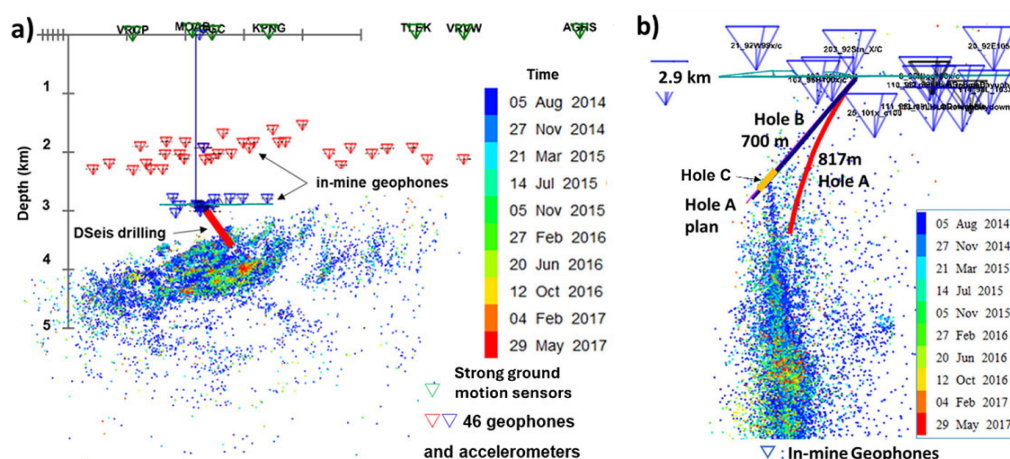 a)
VRCP
KPNG
TLEK
VRVW
AGHS
Depth (km)
1
2
3
4
5
in-mine geophones
DSeis drilling
Time
05 Aug 2014
27 Nov 2014
21 Mar 2015
14 Jul 2015
05 Nov 2015
27 Feb 2016
20 Jun 2016
12 Oct 2016
04 Feb 2017
29 May 2017
Strong ground
motion sensors
46 geophones
and accelerometers
b)
2.9 km
Hole B
700 m
817m
Hole A
Hole C
Hole A
plan
05 Aug 2014
27 Nov 2014
21 Mar 2015
14 Jul 2015
05 Nov 2015
27 Feb 2016
20 Jun 2016
12 Oct 2016
04 Feb 2017
29 May 2017
: In-mine Geophones